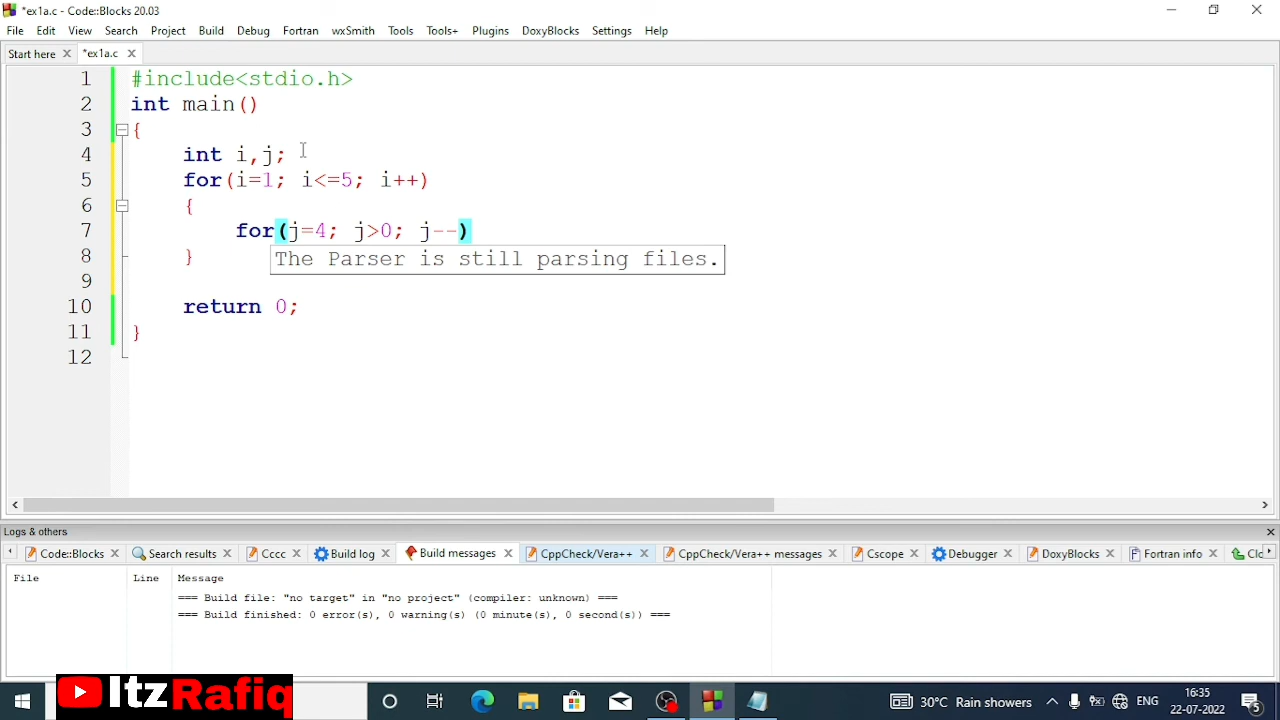 *ex1a.c - Code::Blocks 20.03
File Edit View Search Project Build Debug Fortran wxSmith Tools Tools+ Plugins DoxyBlocks Settings Help
Start here *ex1a.c
1 #include<stdio.h>
2 int main()
3 {
4 int i,j;
5 for(i=1; i<=5; i++)
6 {
7 for(j=4; j>0; j--)
8 }
The Parser is still parsing files.
9
10 return 0;
11 }
12
Logs & others
Code::Blocks Search results Cccc Build log Build messages CppCheck/Vera++ CppCheck/Vera++ messages Cscope Debugger DoxyBlocks Fortran info Clo
File Line Message
=== Build file: "no target" in "no project" (compiler: unknown) ===
=== Build finished: 0 error(s), 0 warning(s) (0 minute(s), 0 second(s)) ===
ItzRafiq
30°C Rain showers ENG 16:35
22-07-2022 5